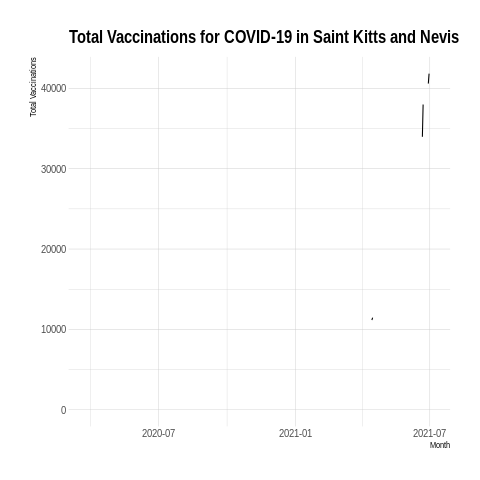 Total Vaccinations for COVID-19 in Saint Kitts and Nevis
Total Vaccinations
40000
30000
20000
10000
0
2020-07
2021-01
2021-07
Month